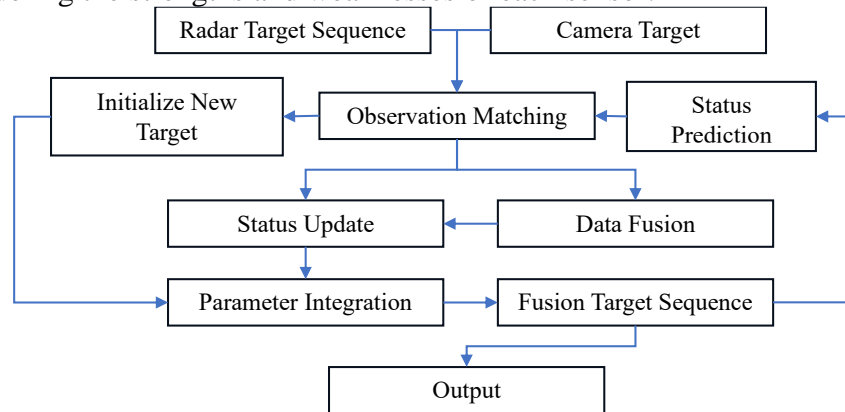 Radar Target Sequence
Camera Target
Initialize New
Target
Observation Matching
Status
Prediction
Status Update
Data Fusion
Parameter Integration
Fusion Target Sequence
Output